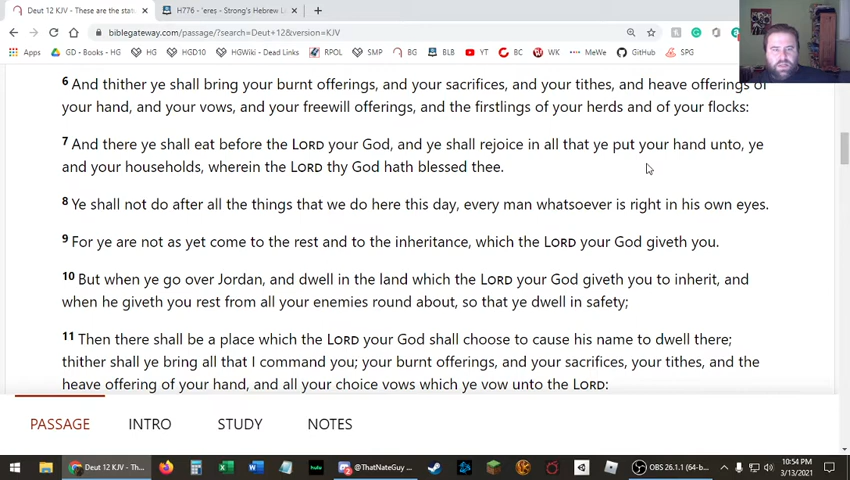 Deut 12 KJV - These are the stat
H776 - 'eres - Strong's Hebrew L
biblegateway.com/passage/?search=Deut+12&version=KJV
Apps GD - Books - HG HG HGD10 HGWiki - Dead Links RPOL SMP BG BLB YT BC WK MeWe GitHub SPG
6 And thither ye shall bring your burnt offerings, and your sacrifices, and your tithes, and heave offerings of
your hand, and your vows, and your freewill offerings, and the firstlings of your herds and of your flocks:
7 And there ye shall eat before the LORD your God, and ye shall rejoice in all that ye put your hand unto, ye
and your households, wherein the LORD thy God hath blessed thee.
8 Ye shall not do after all the things that we do here this day, every man whatsoever is right in his own eyes.
9 For ye are not as yet come to the rest and to the inheritance, which the LORD your God giveth you.
10 But when ye go over Jordan, and dwell in the land which the LORD your God giveth you to inherit, and
when he giveth you rest from all your enemies round about, so that ye dwell in safety;
11 Then there shall be a place which the LORD your God shall choose to cause his name to dwell there;
thither shall ye bring all that I command you; your burnt offerings, and your sacrifices, your tithes, and the
heave offering of your hand, and all your choice vows which ye vow unto the LORD:
PASSAGE INTRO STUDY NOTES
Deut 12 KJV - Th...
@ThatNateGuy ...
OBS 26.1.1 (64-b...
10:54 PM
3/13/2021